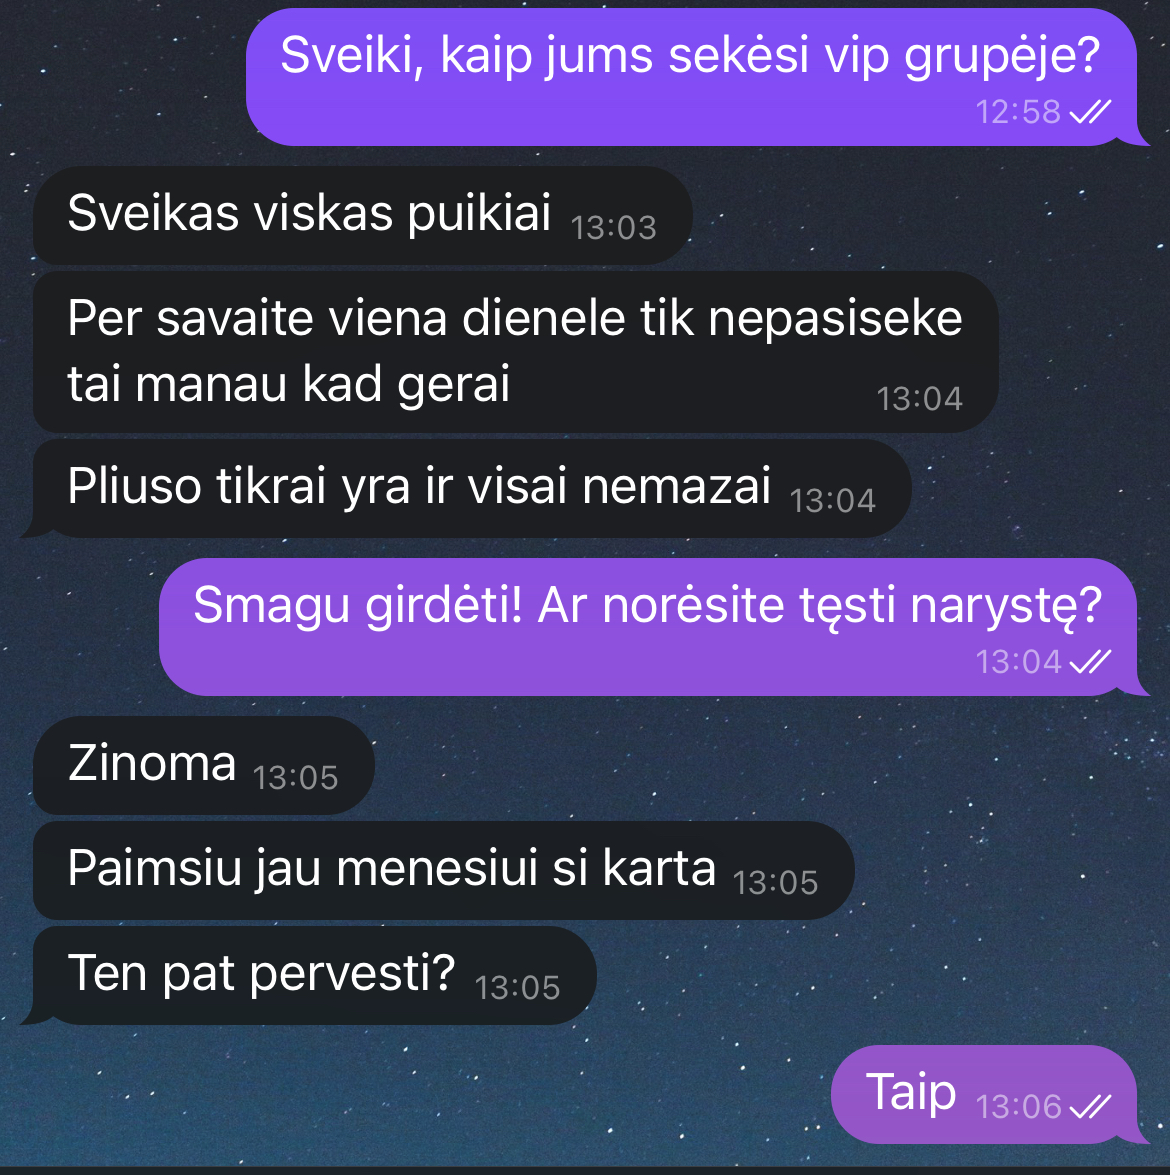 Sveiki, kaip jums sekėsi vip grupėje?
12:58
Sveikas viskas puikiai 13:03
Per savaite viena dienele tik nepasiseke
tai manau kad gerai 13:04
Pliuso tikrai yra ir visai nemazai 13:04
Smagu girdėti! Ar norėsite tęsti narystę?
13:04
Zinoma 13:05
Paimsiu jau menesiui si karta 13:05
Ten pat pervesti? 13:05
Taip 13:06